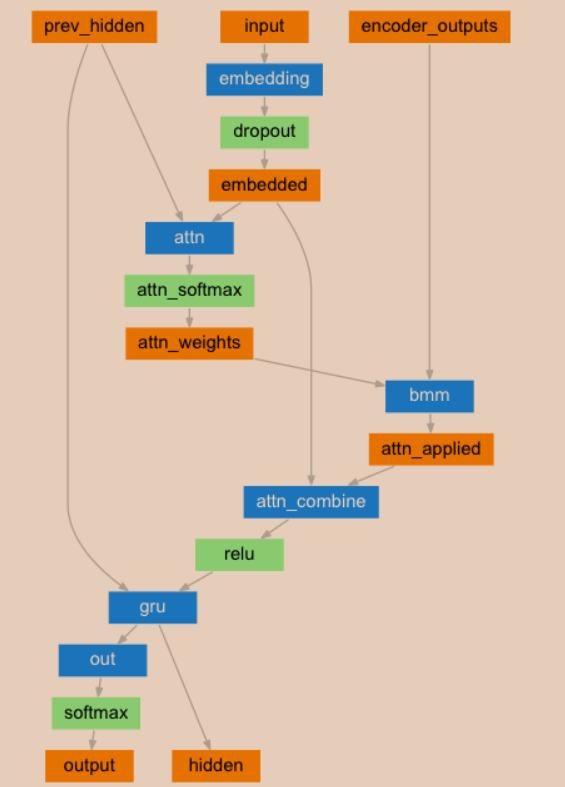 prev_hidden
input
encoder_outputs
embedding
dropout
embedded
attn
attn_softmax
attn_weights
bmm
attn_applied
attn_combine
relu
gru
out
softmax
output
hidden